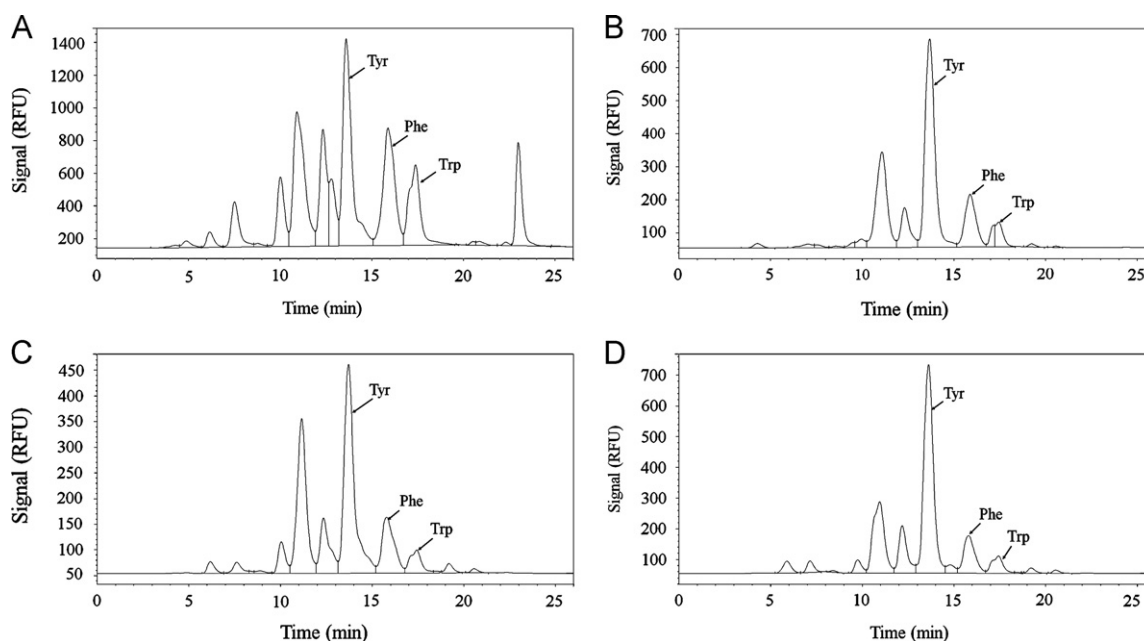 A
Signal (RFU)
1400
1200
1000
800
600
400
200
Tyr
Phe
Trp
0 5 10 15 20 25
Time (min)
B
Signal (RFU)
700
600
500
400
300
200
100
Tyr
Phe
Trp
0 5 10 15 20 25
Time (min)
C
Signal (RFU)
450
400
350
300
250
200
150
100
50
Tyr
Phe
Trp
0 5 10 15 20 25
Time (min)
D
Signal (RFU)
700
600
500
400
300
200
100
Tyr
Phe
Trp
0 5 10 15 20 25
Time (min)